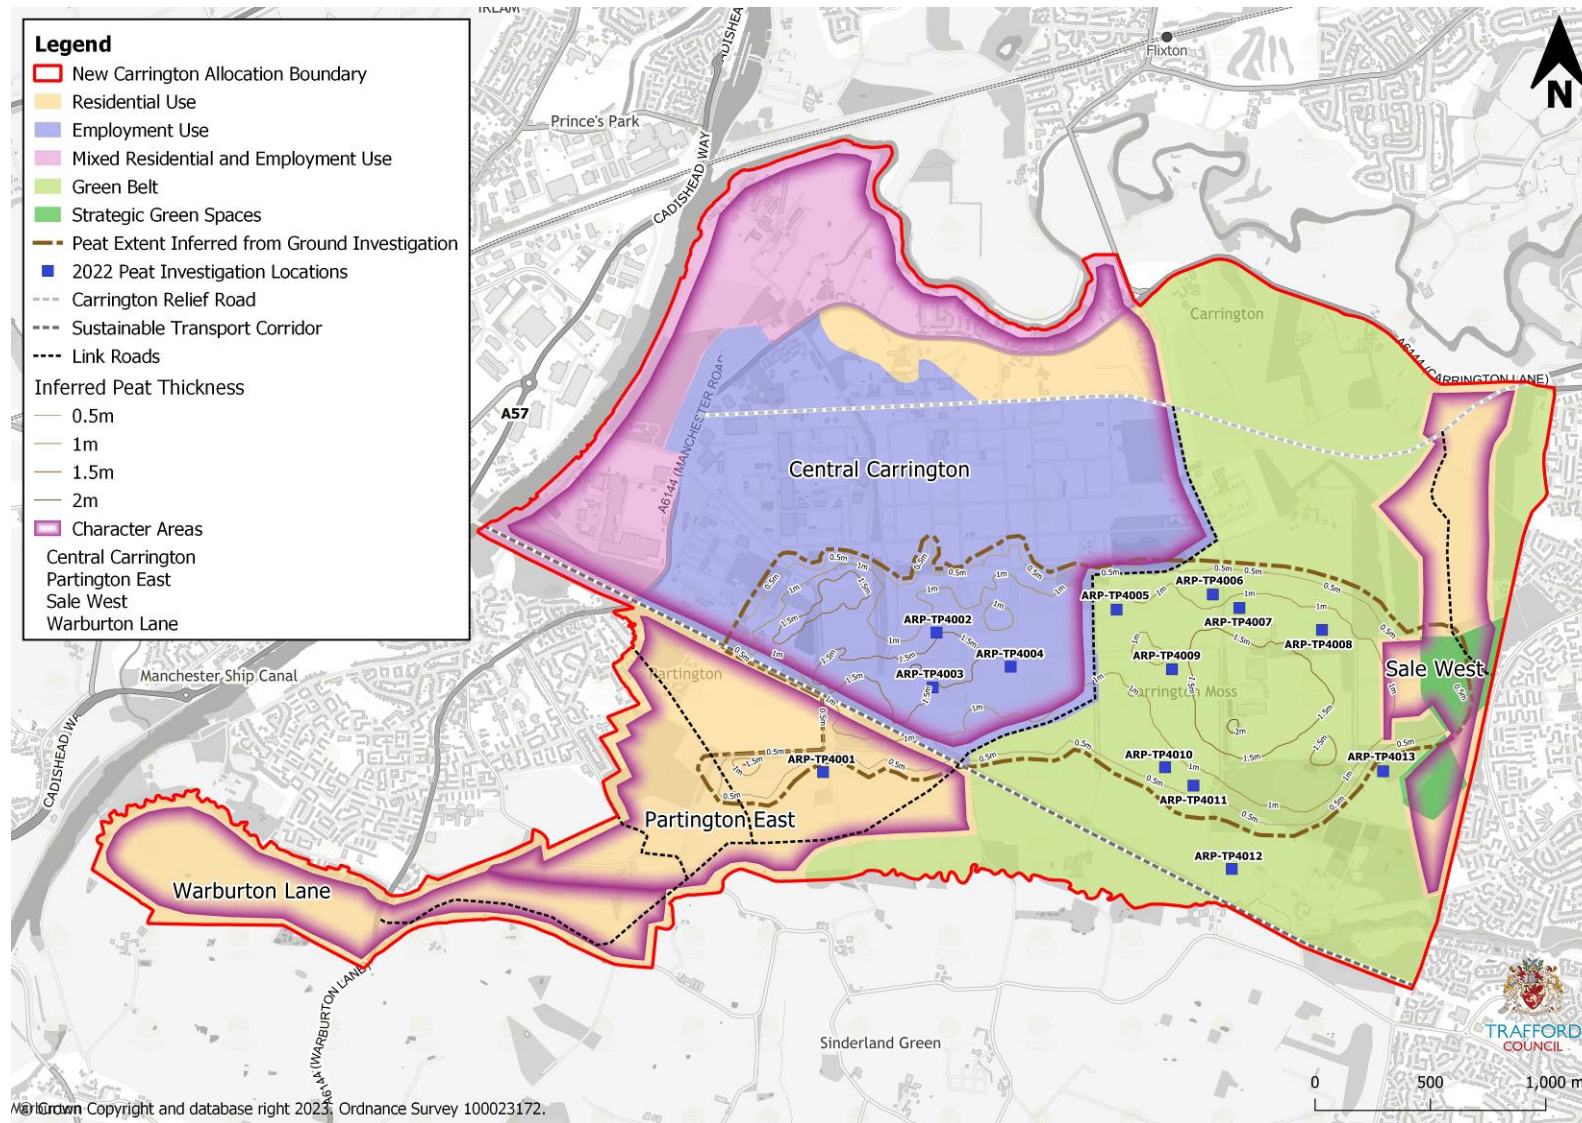 Legend
New Carrington Allocation Boundary
Residential Use
Employment Use
Mixed Residential and Employment Use
Green Belt
Strategic Green Spaces
Peat Extent Inferred from Ground Investigation
2022 Peat Investigation Locations
Carrington Relief Road
Sustainable Transport Corridor
Link Roads
Inferred Peat Thickness
0.5m
1m
1.5m
2m
Character Areas
Central Carrington
Partington East
Sale West
Warburton Lane
Flixton
N
Prince's Park
CADISHEAD WAY
Carrington
A6144 (CARRINGTON LANE)
A57
A6144 (MANCHESTER ROAD)
Central Carrington
ARP-TP4006
ARP-TP4005
ARP-TP4007
ARP-TP4002
ARP-TP4008
ARP-TP4009
ARP-TP4004
ARP-TP4003
Sale West
Manchester Ship Canal
Partington
Carrington Moss
2m
ARP-TP4010
ARP-TP4001
ARP-TP4013
ARP-TP4011
Partington East
ARP-TP4012
Warburton Lane
A6144 (WARBURTON LANE)
Sinderland Green
TRAFFORD
COUNCIL
0 500 1,000 m
© Crown Copyright and database right 2023. Ordnance Survey 100023172.